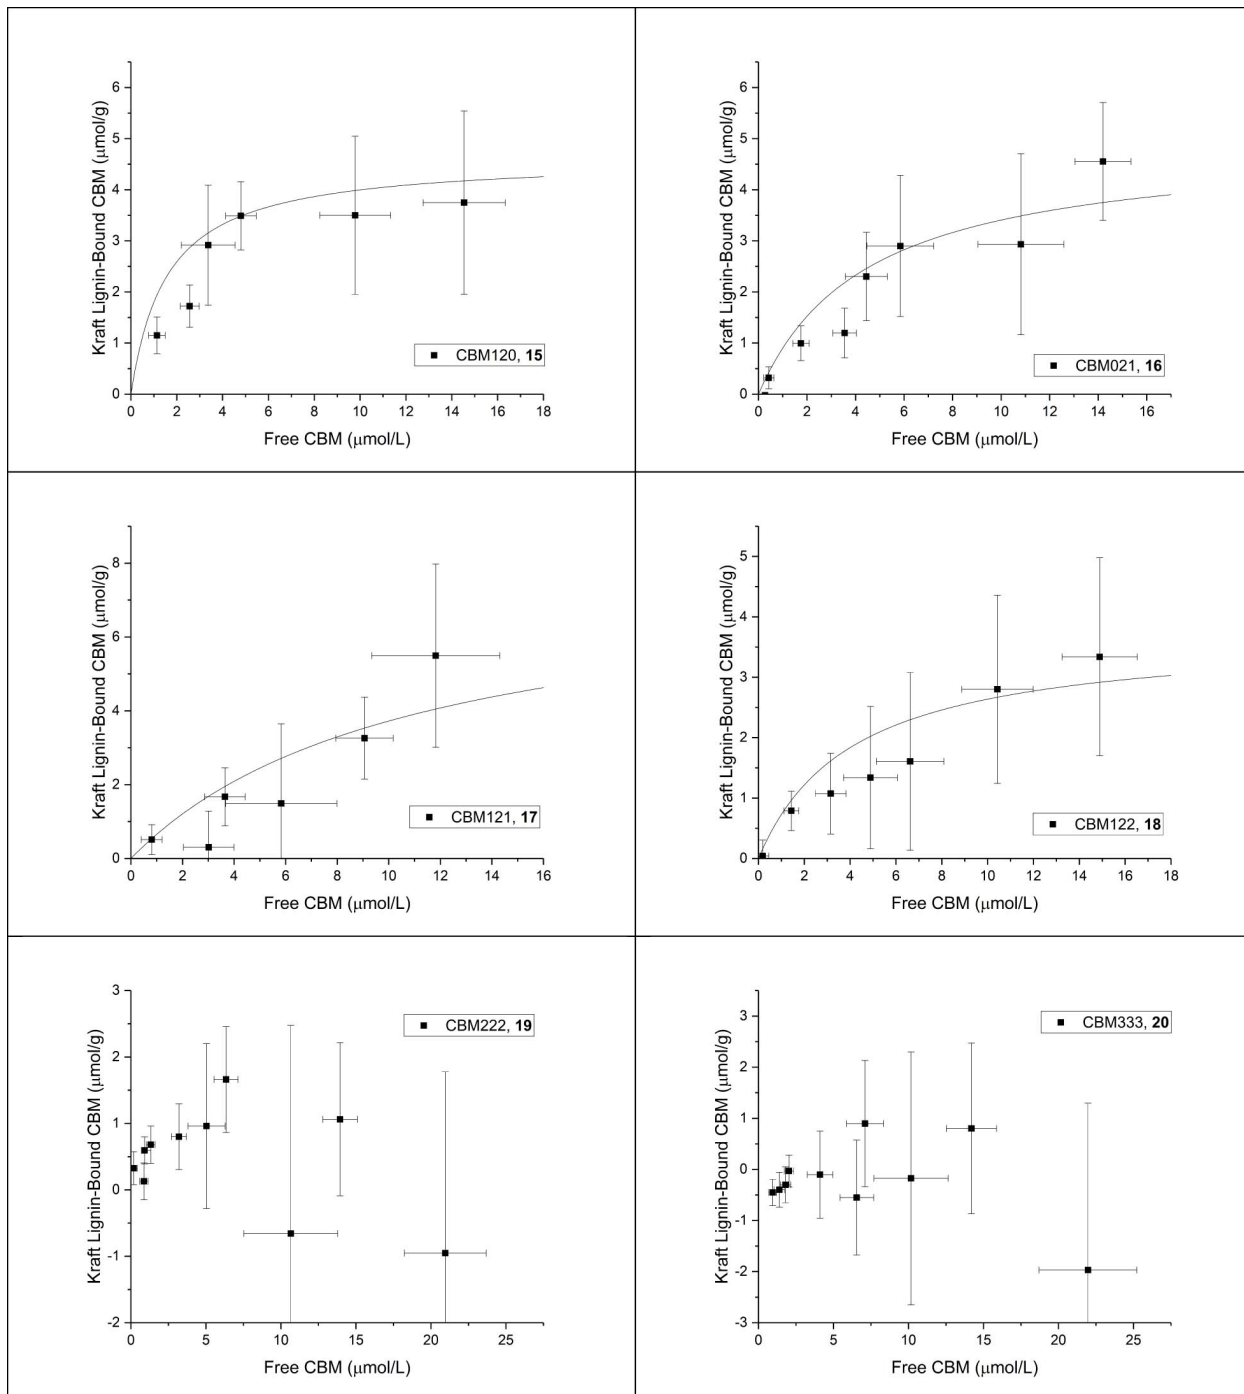 6
5
4
3
2
1
0
Kraft Lignin-Bound CBM (μmol/g)
CBM120, 15
0 2 4 6 8 10 12 14 16 18
Free CBM (μmol/L)
6
5
4
3
2
1
0
Kraft Lignin-Bound CBM (μmol/g)
CBM021, 16
0 2 4 6 8 10 12 14 16
Free CBM (μmol/L)
8
6
4
2
0
Kraft Lignin-Bound CBM (μmol/g)
CBM121, 17
0 2 4 6 8 10 12 14 16
Free CBM (μmol/L)
5
4
3
2
1
0
Kraft Lignin-Bound CBM (μmol/g)
CBM122, 18
0 2 4 6 8 10 12 14 16 18
Free CBM (μmol/L)
3
2
1
0
-1
-2
Kraft Lignin-Bound CBM (μmol/g)
CBM222, 19
0 5 10 15 20 25
Free CBM (μmol/L)
3
2
1
0
-1
-2
-3
Kraft Lignin-Bound CBM (μmol/g)
CBM333, 20
0 5 10 15 20 25
Free CBM (μmol/L)